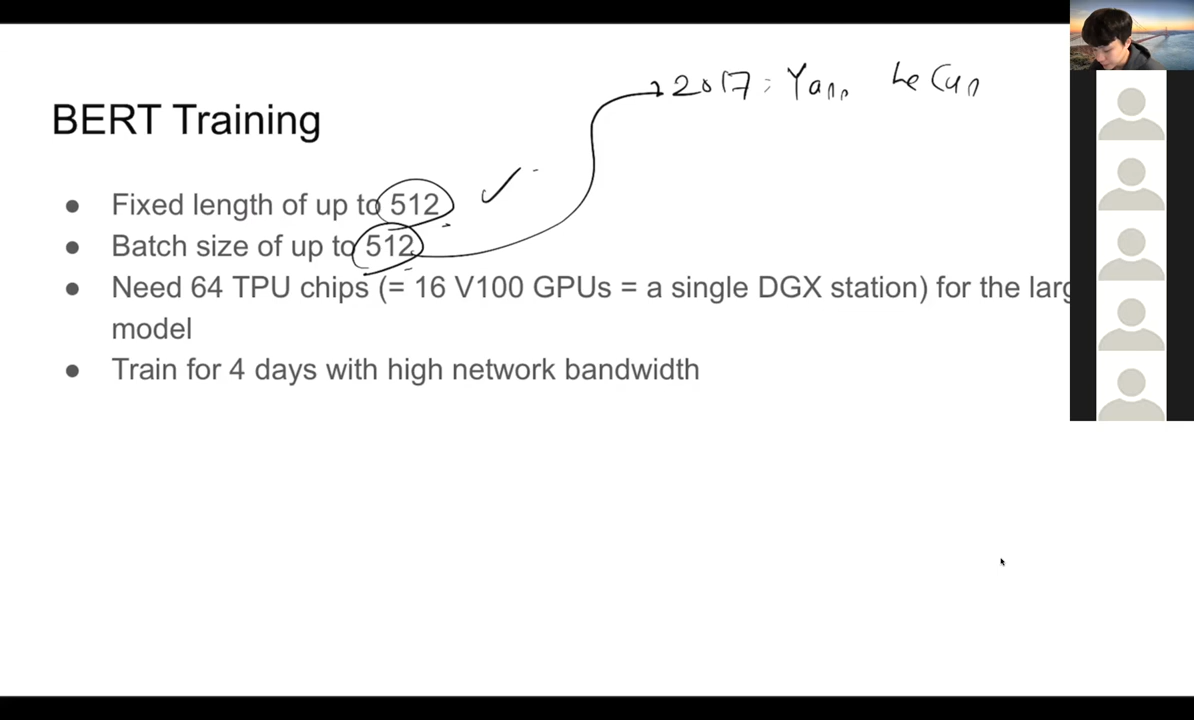 2017: Yann LeCun
BERT Training
● Fixed length of up to 512
● Batch size of up to 512
● Need 64 TPU chips (= 16 V100 GPUs = a single DGX station) for the larg
model
● Train for 4 days with high network bandwidth